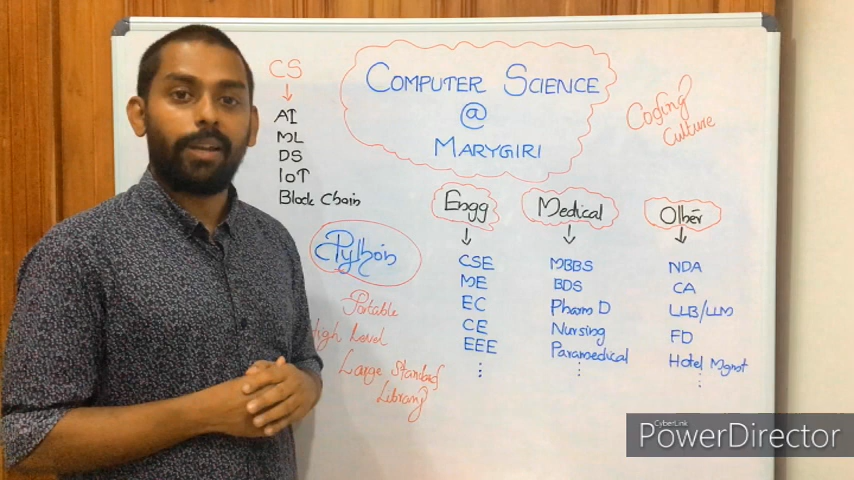 CS
AI
ML
DS
IoT
Block Chain
COMPUTER SCIENCE
@
MARYGIRI
Coding
Culture
Python
Portable
High Level
Large Standard
Library
Engg
CSE
ME
EC
CE
EEE
Medical
MBBS
BDS
Pharm D
Nursing
Paramedical
Other
NDA
CA
LLB/LLM
FD
Hotel Mgmt
CyberLink
PowerDirector